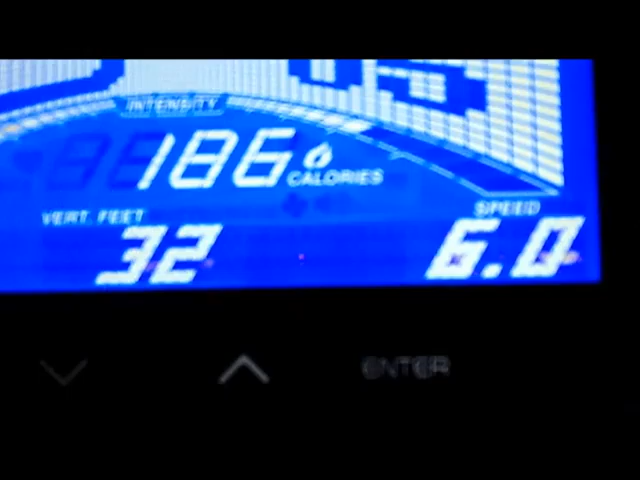 INTENSITY
186 CALORIES
VERT. FEET SPEED
32 6.0
ENTER